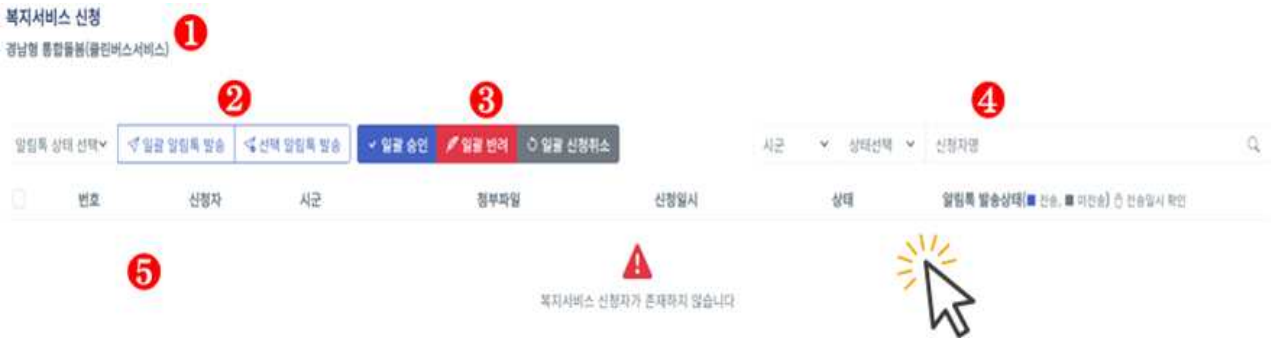 복지서비스 신청
❶
경남형 통합돌봄(클린버스서비스)
❷ ❸ ❹
알림톡 상태 선택 일괄 알림톡 발송 선택 알림톡 발송 일괄 승인 일괄 반려 일괄 신청취소 시군 상태선택 신청자명
번호 신청자 시군 첨부파일 신청일시 상태 알림톡 발송상태(■ 전송, ■ 미전송) 전송일시 확인
❺
복지서비스 신청자가 존재하지 않습니다